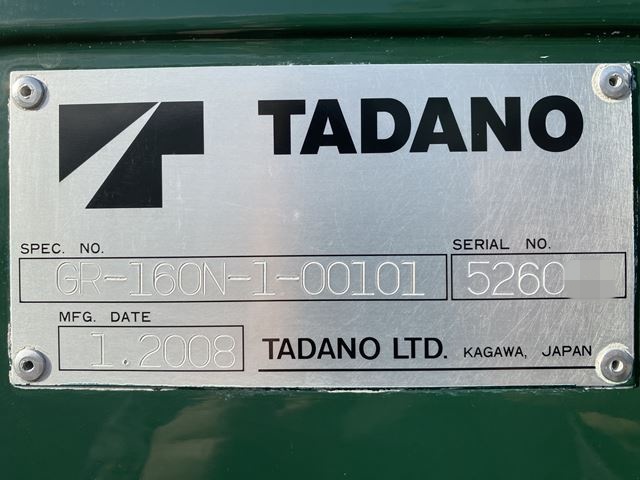 TADANO
SPEC. NO.
GR-160N-1-00101
SERIAL NO.
5260
MFG. DATE
1.2008
TADANO LTD. KAGAWA, JAPAN